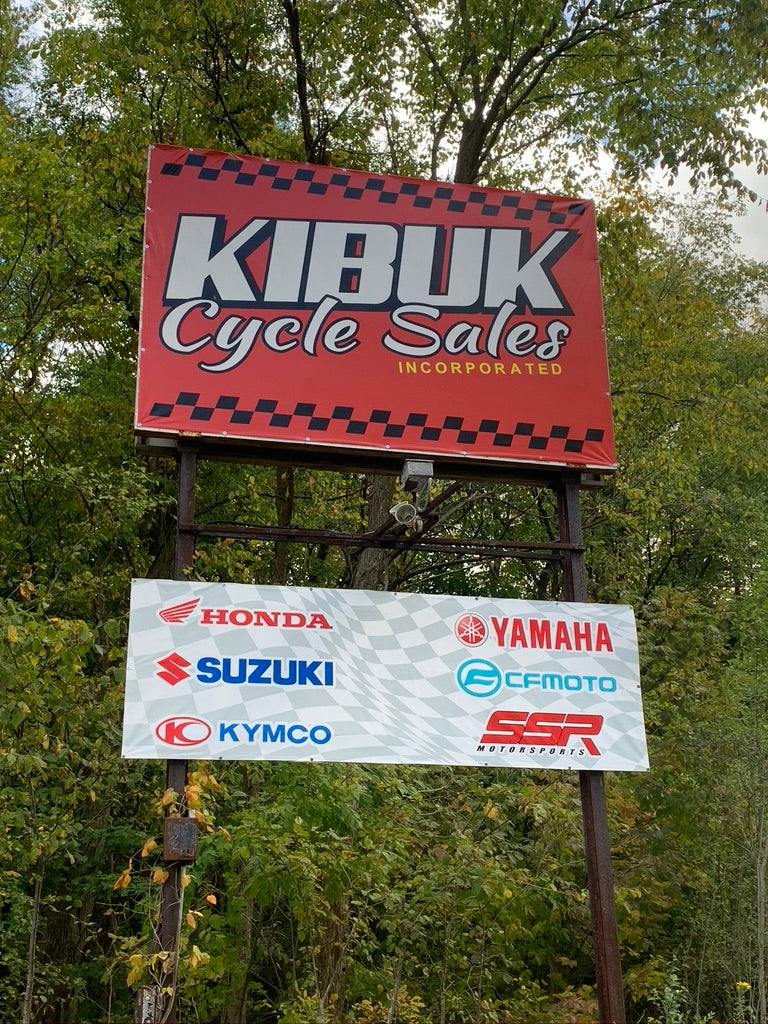 KIBUK
Cycle Sales
INCORPORATED
HONDA
YAMAHA
SUZUKI
CFMOTO
KYMCO
SSR
MOTORSPORTS